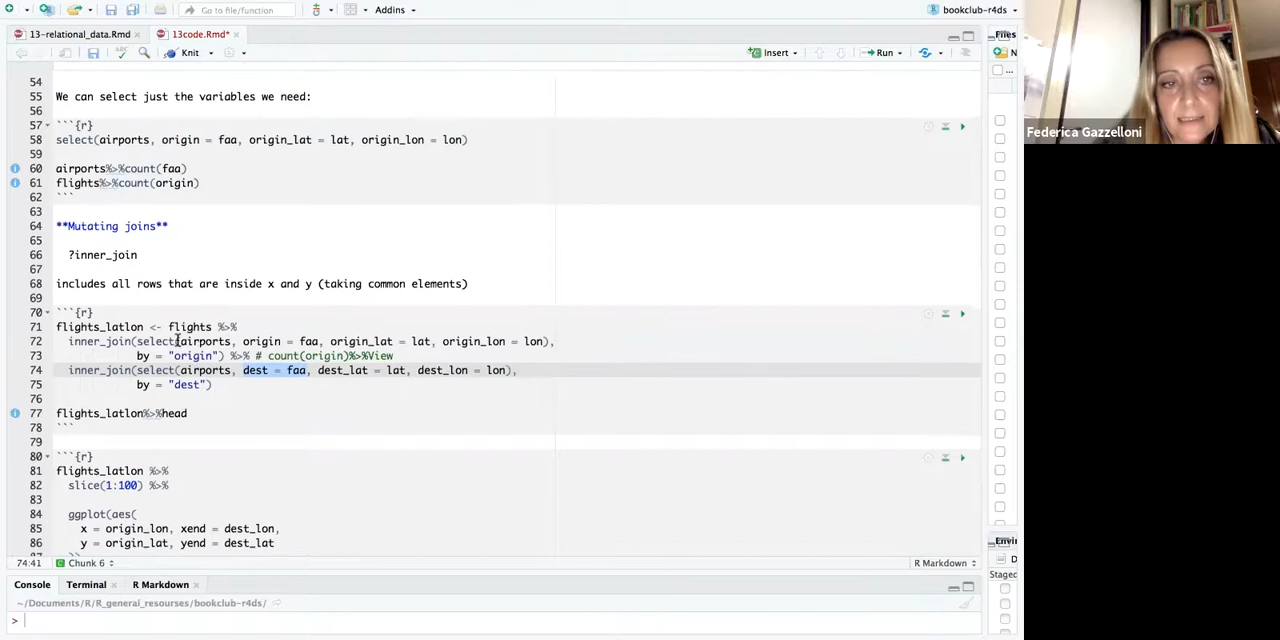 Go to file/function
Addins
bookclub-r4ds
13-relational_data.Rmd
13code.Rmd*
Files
ABC
Knit
Insert
Run
N
...
54
55 We can select just the variables we need:
56
57 ```{r}
58 select(airports, origin = faa, origin_lat = lat, origin_lon = lon)
59
60 airports%>%count(faa)
61 flights%>%count(origin)
62 ```
63
64 **Mutating joins**
65
66 ?inner_join
67
68 includes all rows that are inside x and y (taking common elements)
69
70 ```{r}
71 flights_latlon <- flights %>%
72 inner_join(select(airports, origin = faa, origin_lat = lat, origin_lon = lon),
73 by = "origin") %>% # count(origin)%>%View
74 inner_join(select(airports, dest = faa, dest_lat = lat, dest_lon = lon),
75 by = "dest")
76
77 flights_latlon%>%head
78 ```
79
80 ```{r}
81 flights_latlon %>%
82 slice(1:100) %>%
83
84 ggplot(aes(
85 x = origin_lon, xend = dest_lon,
86 y = origin_lat, yend = dest_lat
74:41 Chunk 6
R Markdown
Console Terminal R Markdown
~/Documents/R/R_general_resourses/bookclub-r4ds/
>
Envir
D
Staged
Federica Gazzelloni